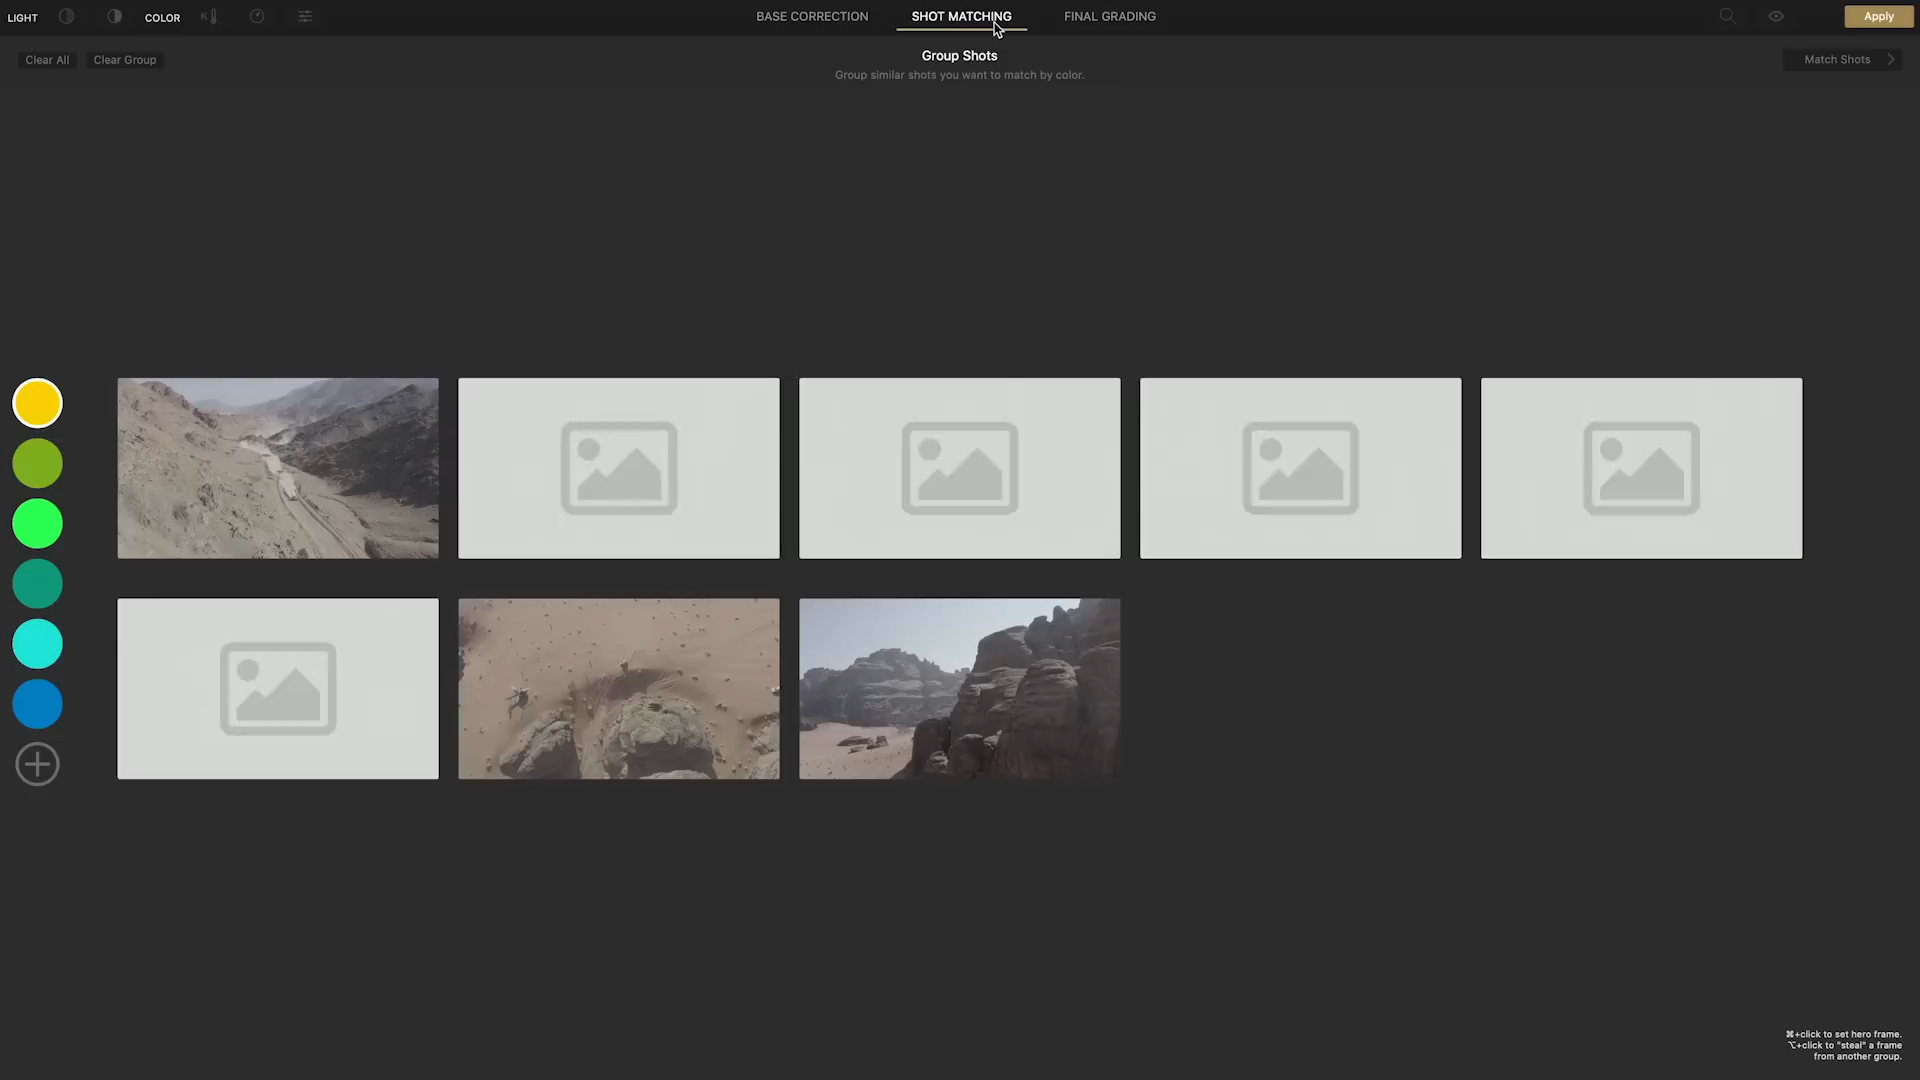 LIGHT
COLOR
K
BASE CORRECTION
SHOT MATCHING
FINAL GRADING
Apply
Clear All
Clear Group
Group Shots
Group similar shots you want to match by color.
Match Shots
⌘+click to set hero frame.
⌥+click to "steal" a frame
from another group.